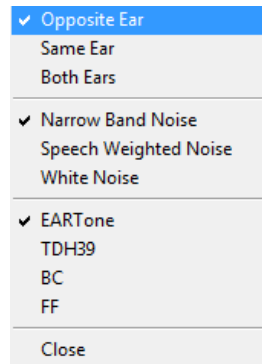 Opposite Ear
Same Ear
Both Ears
Narrow Band Noise
Speech Weighted Noise
White Noise
EARTone
TDH39
BC
FF
Close